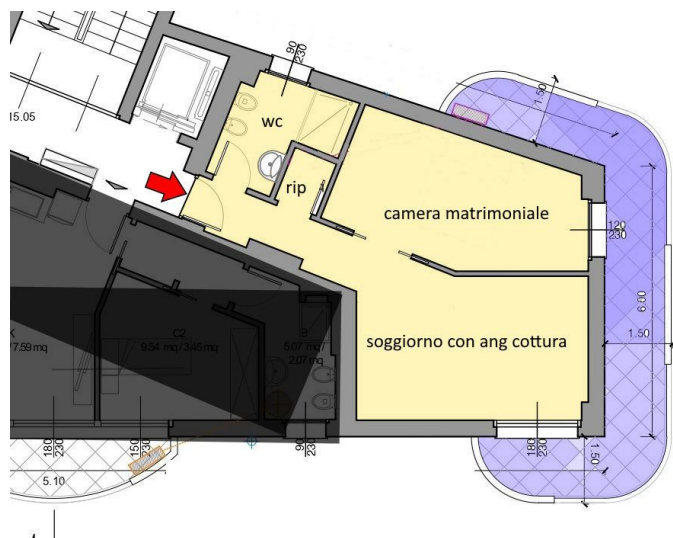 90
230
1.50
15.05
wc
rip
camera matrimoniale
120
230
6.00
1.50
C2
9.54 mq/3.45 mq
5.07 mq/
2.07 mq
7.59 mq
soggiorno con ang cottura
180
230
150
230
90
230
180
230
1.50
5.10